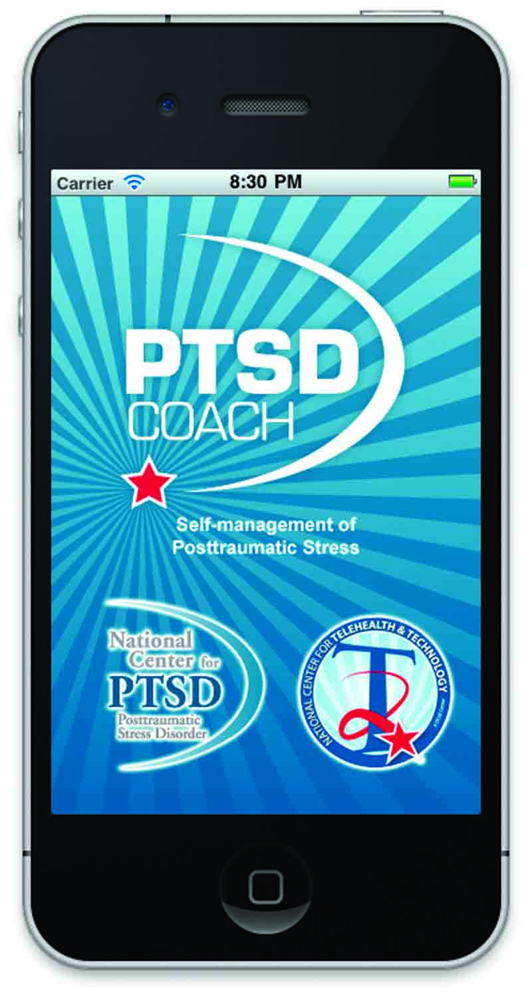 Carrier
8:30 PM
PTSD
COACH
Self-management of
Posttraumatic Stress
National
Center for
PTSD
Posttraumatic
Stress Disorder
NATIONAL CENTER FOR TELEHEALTH & TECHNOLOGY
T
2